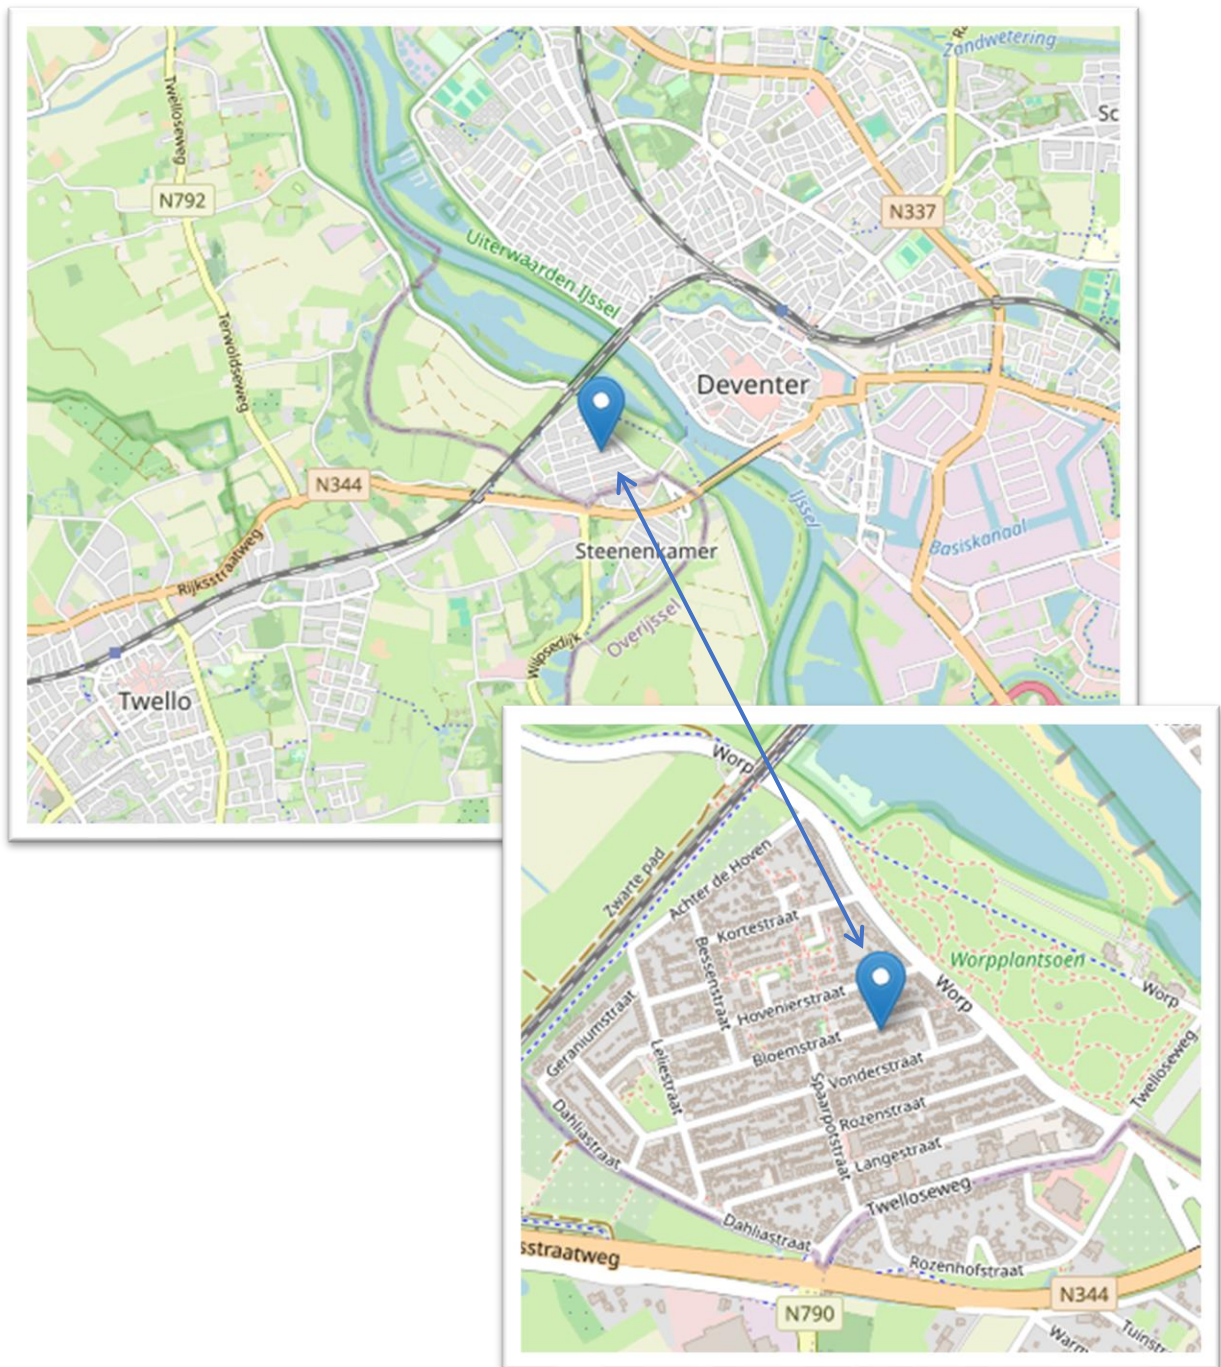 Zandwetering
Sc
Twelloseweg
N792
N337
Uiterwaarden IJssel
Terwoldseweg
Deventer
N344
IJssel
Basiskanaal
Steenenkamer
Rijksstraatweg
Overijssel
Wilpsedijk
Twello
Worp
Zwarte pad
Achter de Hoven
Kortestraat
Bessenstraat
Worpplantsoen
Worp
Worp
Hovenierstraat
Geraniumstraat
Bloemstraat
Leliestraat
Vonderstraat
Twelloseweg
Spaarpotstraat
Rozenstraat
Dahliastraat
Langestraat
Twelloseweg
Dahliastraat
sstraatweg
Rozenhofstraat
N344
N790
Tuinstr
Warm